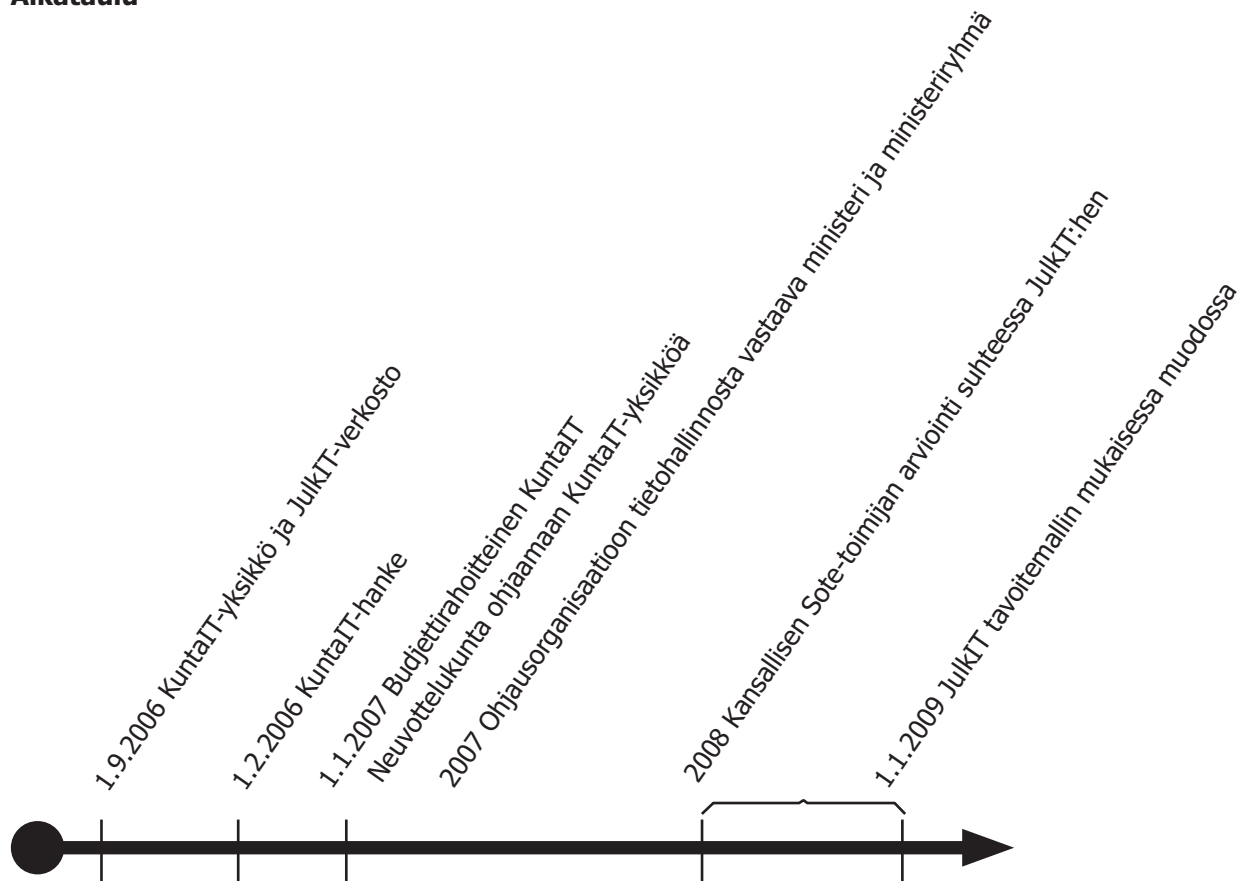 Aikataulu
1.9.2006 KuntaIT-yksikkö ja JulkIT-verkosto
1.2.2006 KuntaIT-hanke
1.1.2007 Budjettirahoitteinen KuntaIT
Neuvottelukunta ohjaamaan KuntaIT-yksikköä
2007 Ohjausorganisaatioon tietohallinnosta vastaava ministeri ja ministeriryhmä
2008 Kansallisen Sote-toimijan arviointi suhteessa JulkIT:hen
1.1.2009 JulkIT tavoitemallin mukaisessa muodossa